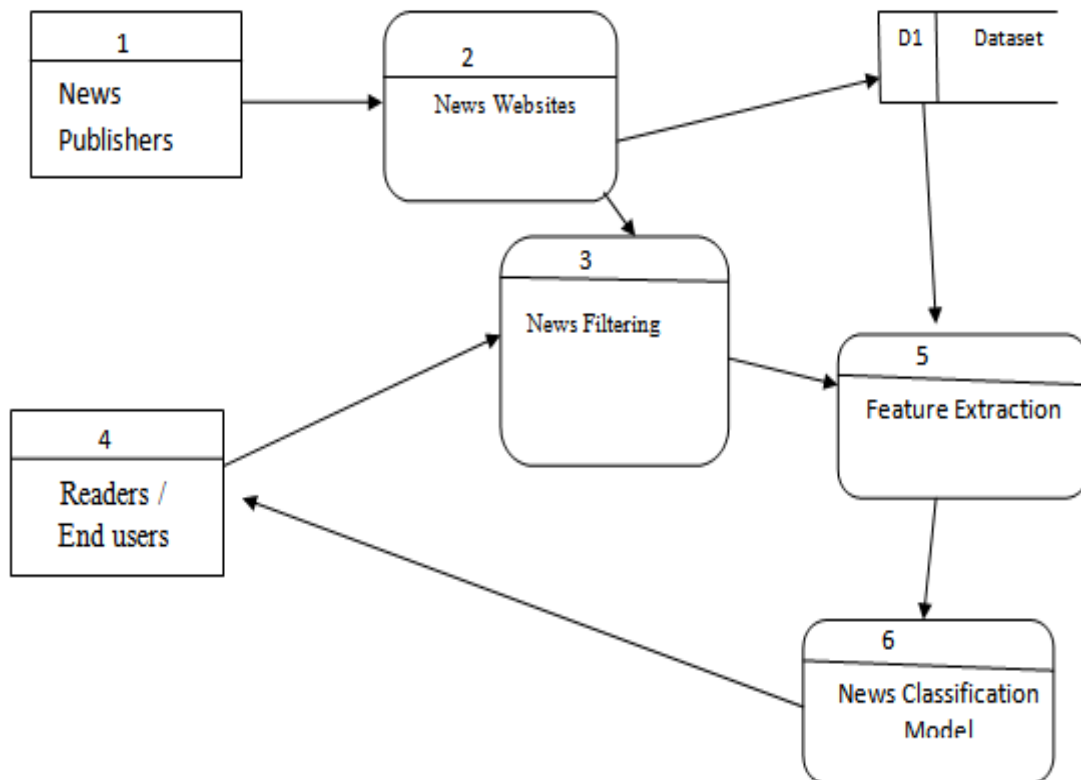 1
News
Publishers
2
News Websites
D1 Dataset
3
News Filtering
4
Readers /
End users
5
Feature Extraction
6
News Classification
Model